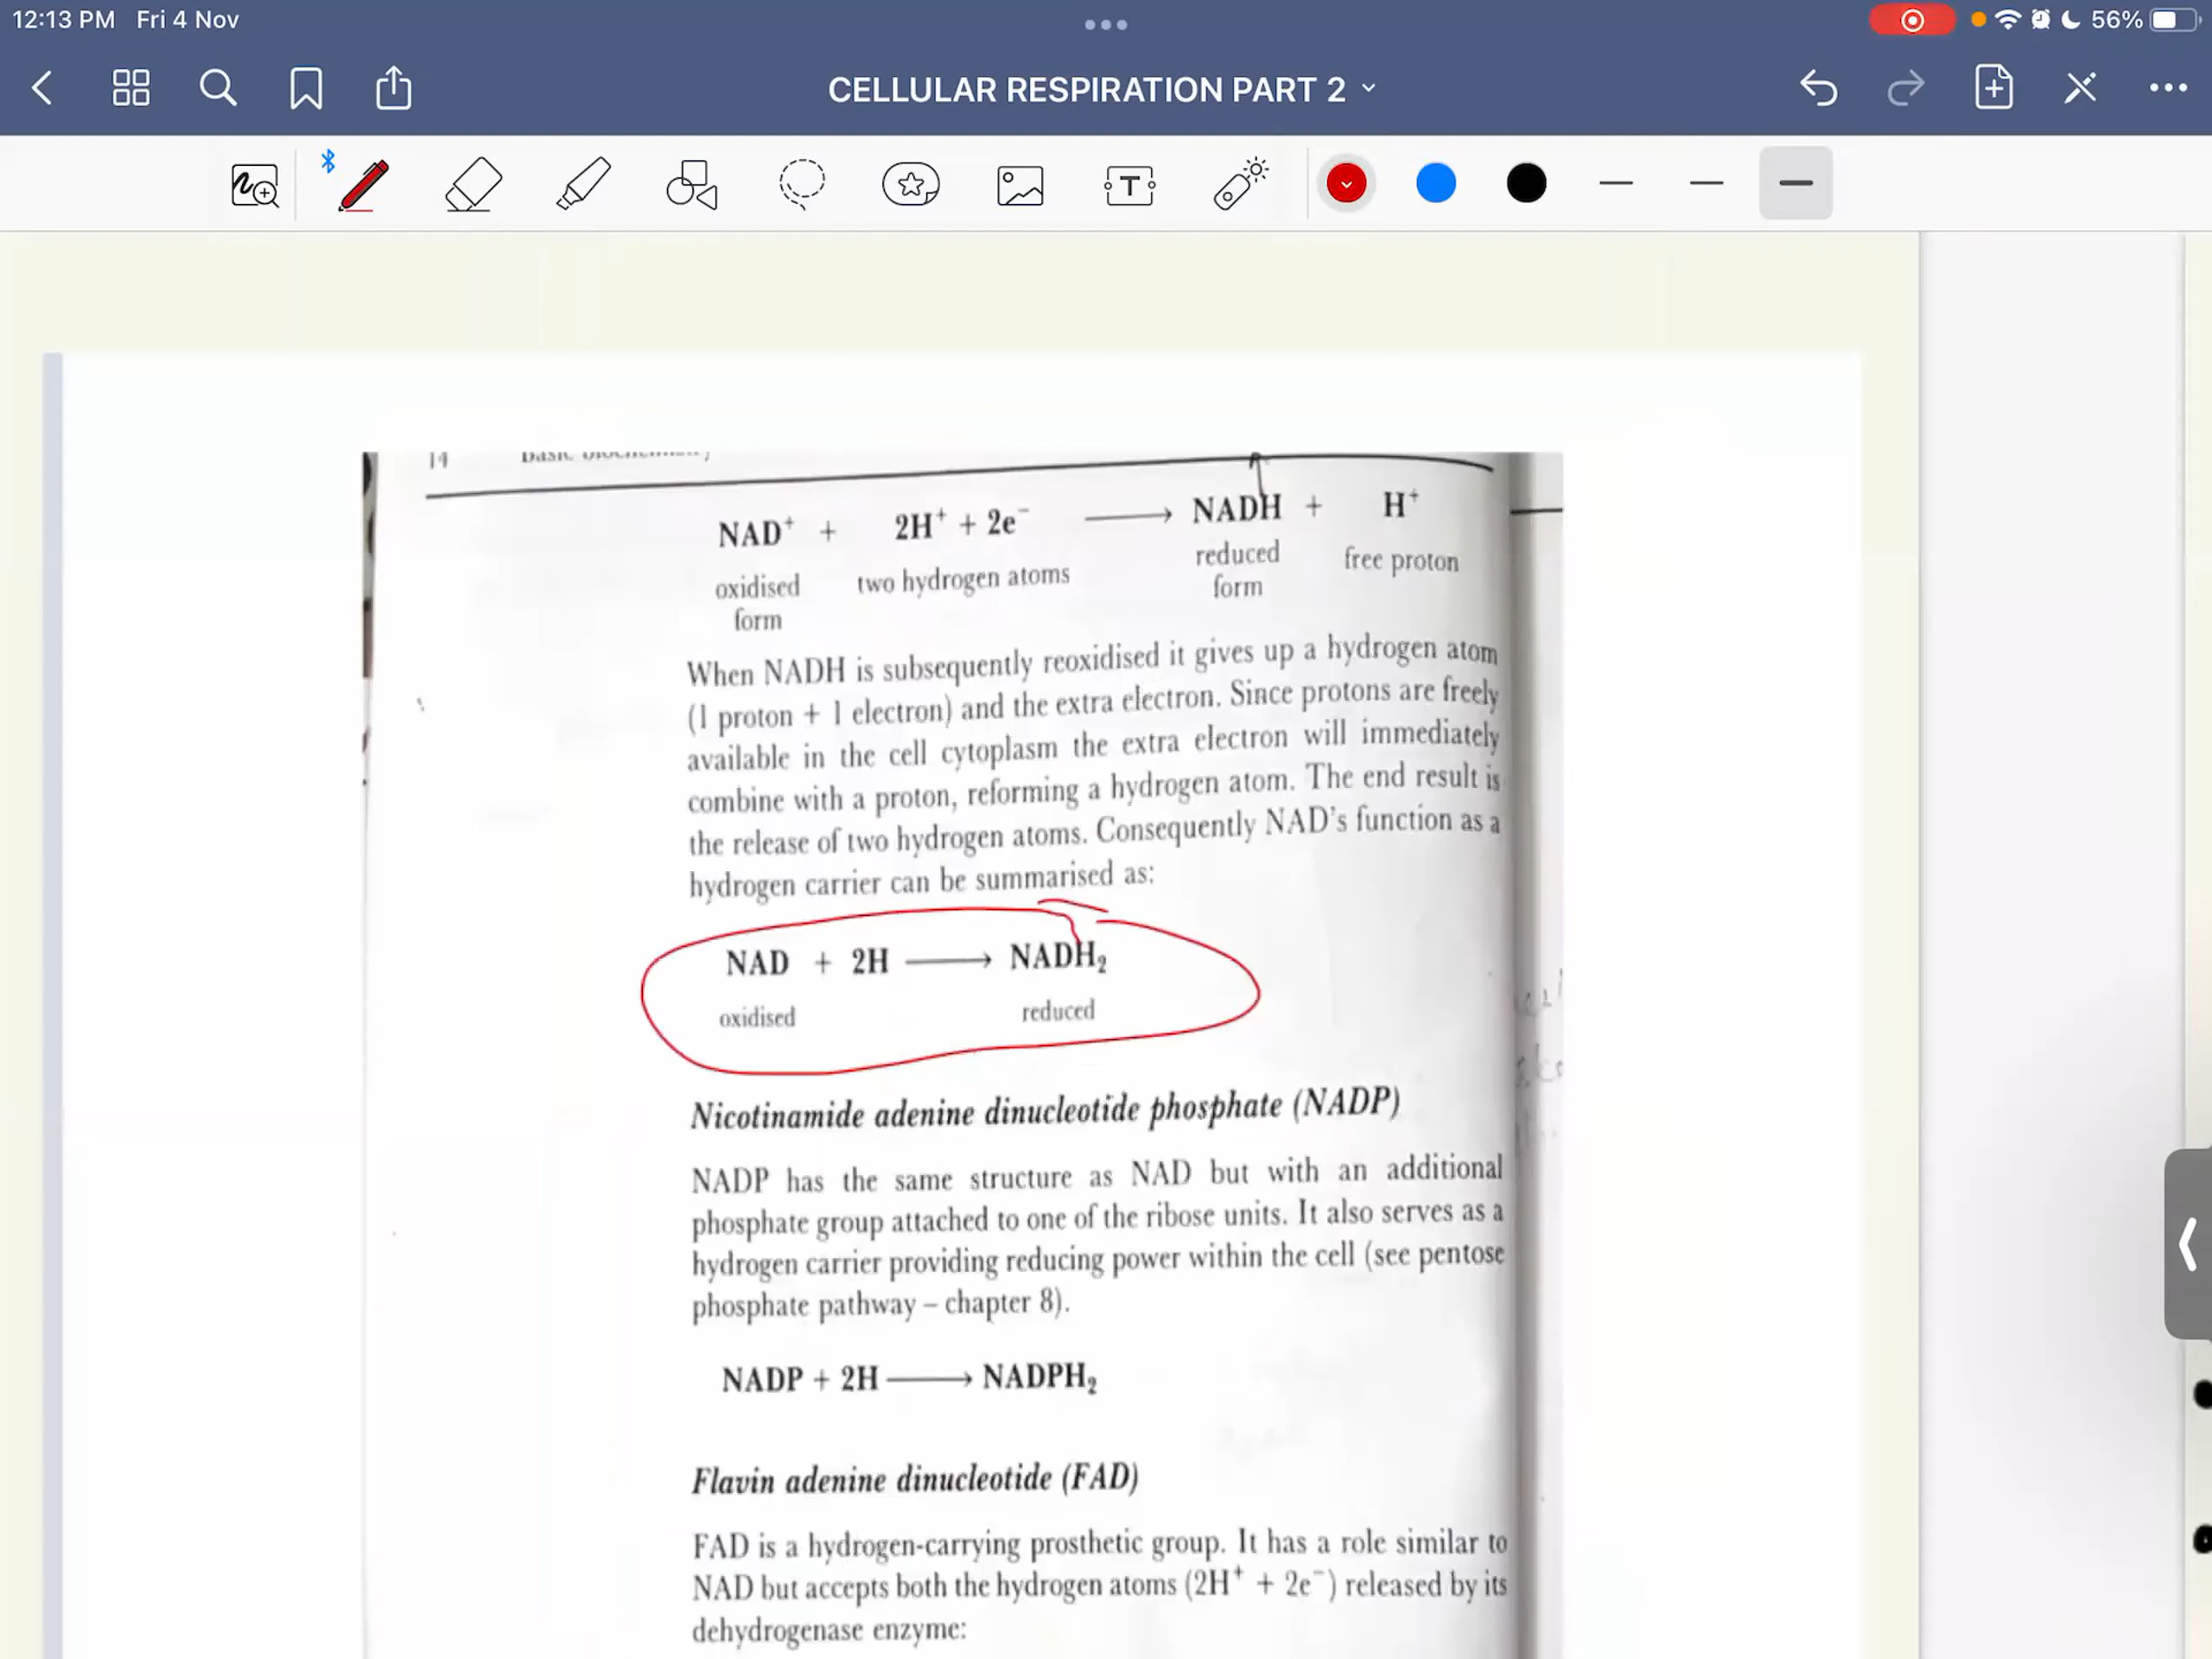 12:13 PM Fri 4 Nov
56%
CELLULAR RESPIRATION PART 2
T
14 Basic Biochemistry
NAD⁺ + 2H⁺ + 2e⁻ ⟶ NADH + H⁺
oxidised form two hydrogen atoms reduced form free proton
When NADH is subsequently reoxidised it gives up a hydrogen atom
(1 proton + 1 electron) and the extra electron. Since protons are freely
available in the cell cytoplasm the extra electron will immediately
combine with a proton, reforming a hydrogen atom. The end result is
the release of two hydrogen atoms. Consequently NAD's function as a
hydrogen carrier can be summarised as:
NAD + 2H ⟶ NADH₂
oxidised reduced
Nicotinamide adenine dinucleotide phosphate (NADP)
NADP has the same structure as NAD but with an additional
phosphate group attached to one of the ribose units. It also serves as a
hydrogen carrier providing reducing power within the cell (see pentose
phosphate pathway – chapter 8).
NADP + 2H ⟶ NADPH₂
Flavin adenine dinucleotide (FAD)
FAD is a hydrogen-carrying prosthetic group. It has a role similar to
NAD but accepts both the hydrogen atoms (2H⁺ + 2e⁻) released by its
dehydrogenase enzyme: